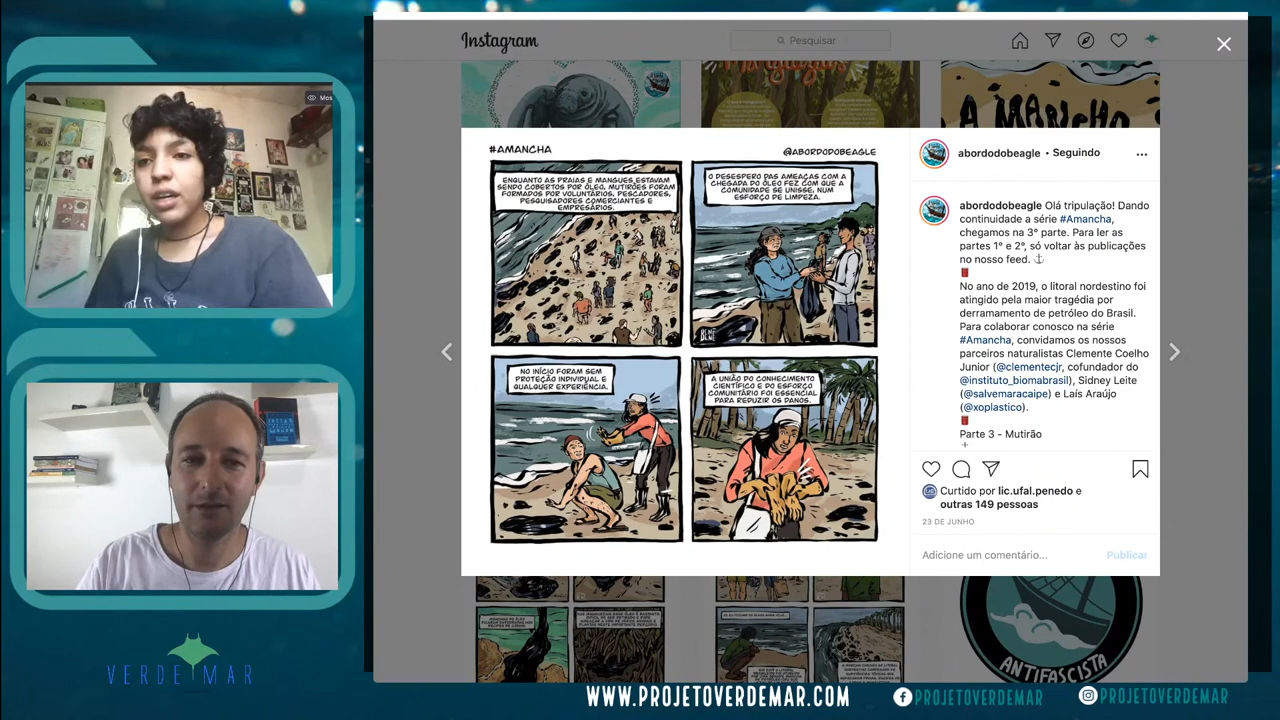 Mos
Instagram
Pesquisar
A MANCHO
#AMANCHA
@ABORDODOBEAGLE
ENQUANTO AS PRAIAS E MANGUES ESTAVAM
SENDO COBERTOS POR ÓLEO, MUTIRÕES FORAM
FORMADOS POR VOLUNTÁRIOS, PESCADORES,
PESQUISADORES COMERCIANTES E
EMPRESÁRIOS.
O DESESPERO DAS AMEAÇAS COM A
CHEGADA DO ÓLEO FEZ COM QUE A
COMUNIDADE SE UNISSE, NUM
ESFORÇO DE LIMPEZA.
BENÉ
BENE
NO INÍCIO FORAM SEM
PROTEÇÃO INDIVIDUAL E
QUALQUER EXPERIÊNCIA.
A UNIÃO DO CONHECIMENTO
CIENTÍFICO E DO ESFORÇO
COMUNITÁRIO FOI ESSENCIAL
PARA REDUZIR OS DANOS.
abordodobeagle • Seguindo
abordodobeagle Olá tripulação! Dando
continuidade a série #Amancha,
chegamos na 3º parte. Para ler as
partes 1º e 2º, só voltar às publicações
no nosso feed.
No ano de 2019, o litoral nordestino foi
atingido pela maior tragédia por
derramamento de petróleo do Brasil.
Para colaborar conosco na série
#Amancha, convidamos os nossos
parceiros naturalistas Clemente Coelho
Junior (@clementecjr, cofundador do
@instituto_biomabrasil), Sidney Leite
(@salvemaracaipe) e Laís Araújo
(@xoplastico).
Parte 3 - Mutirão
Curtido por lic.ufal.penedo e
outras 149 pessoas
23 DE JUNHO
Adicione um comentário...
Publicar
ANTIFASCISTA
VERDE MAR
WWW.PROJETOVERDEMAR.COM
PROJETOVERDEMAR
PROJETOVERDEMAR